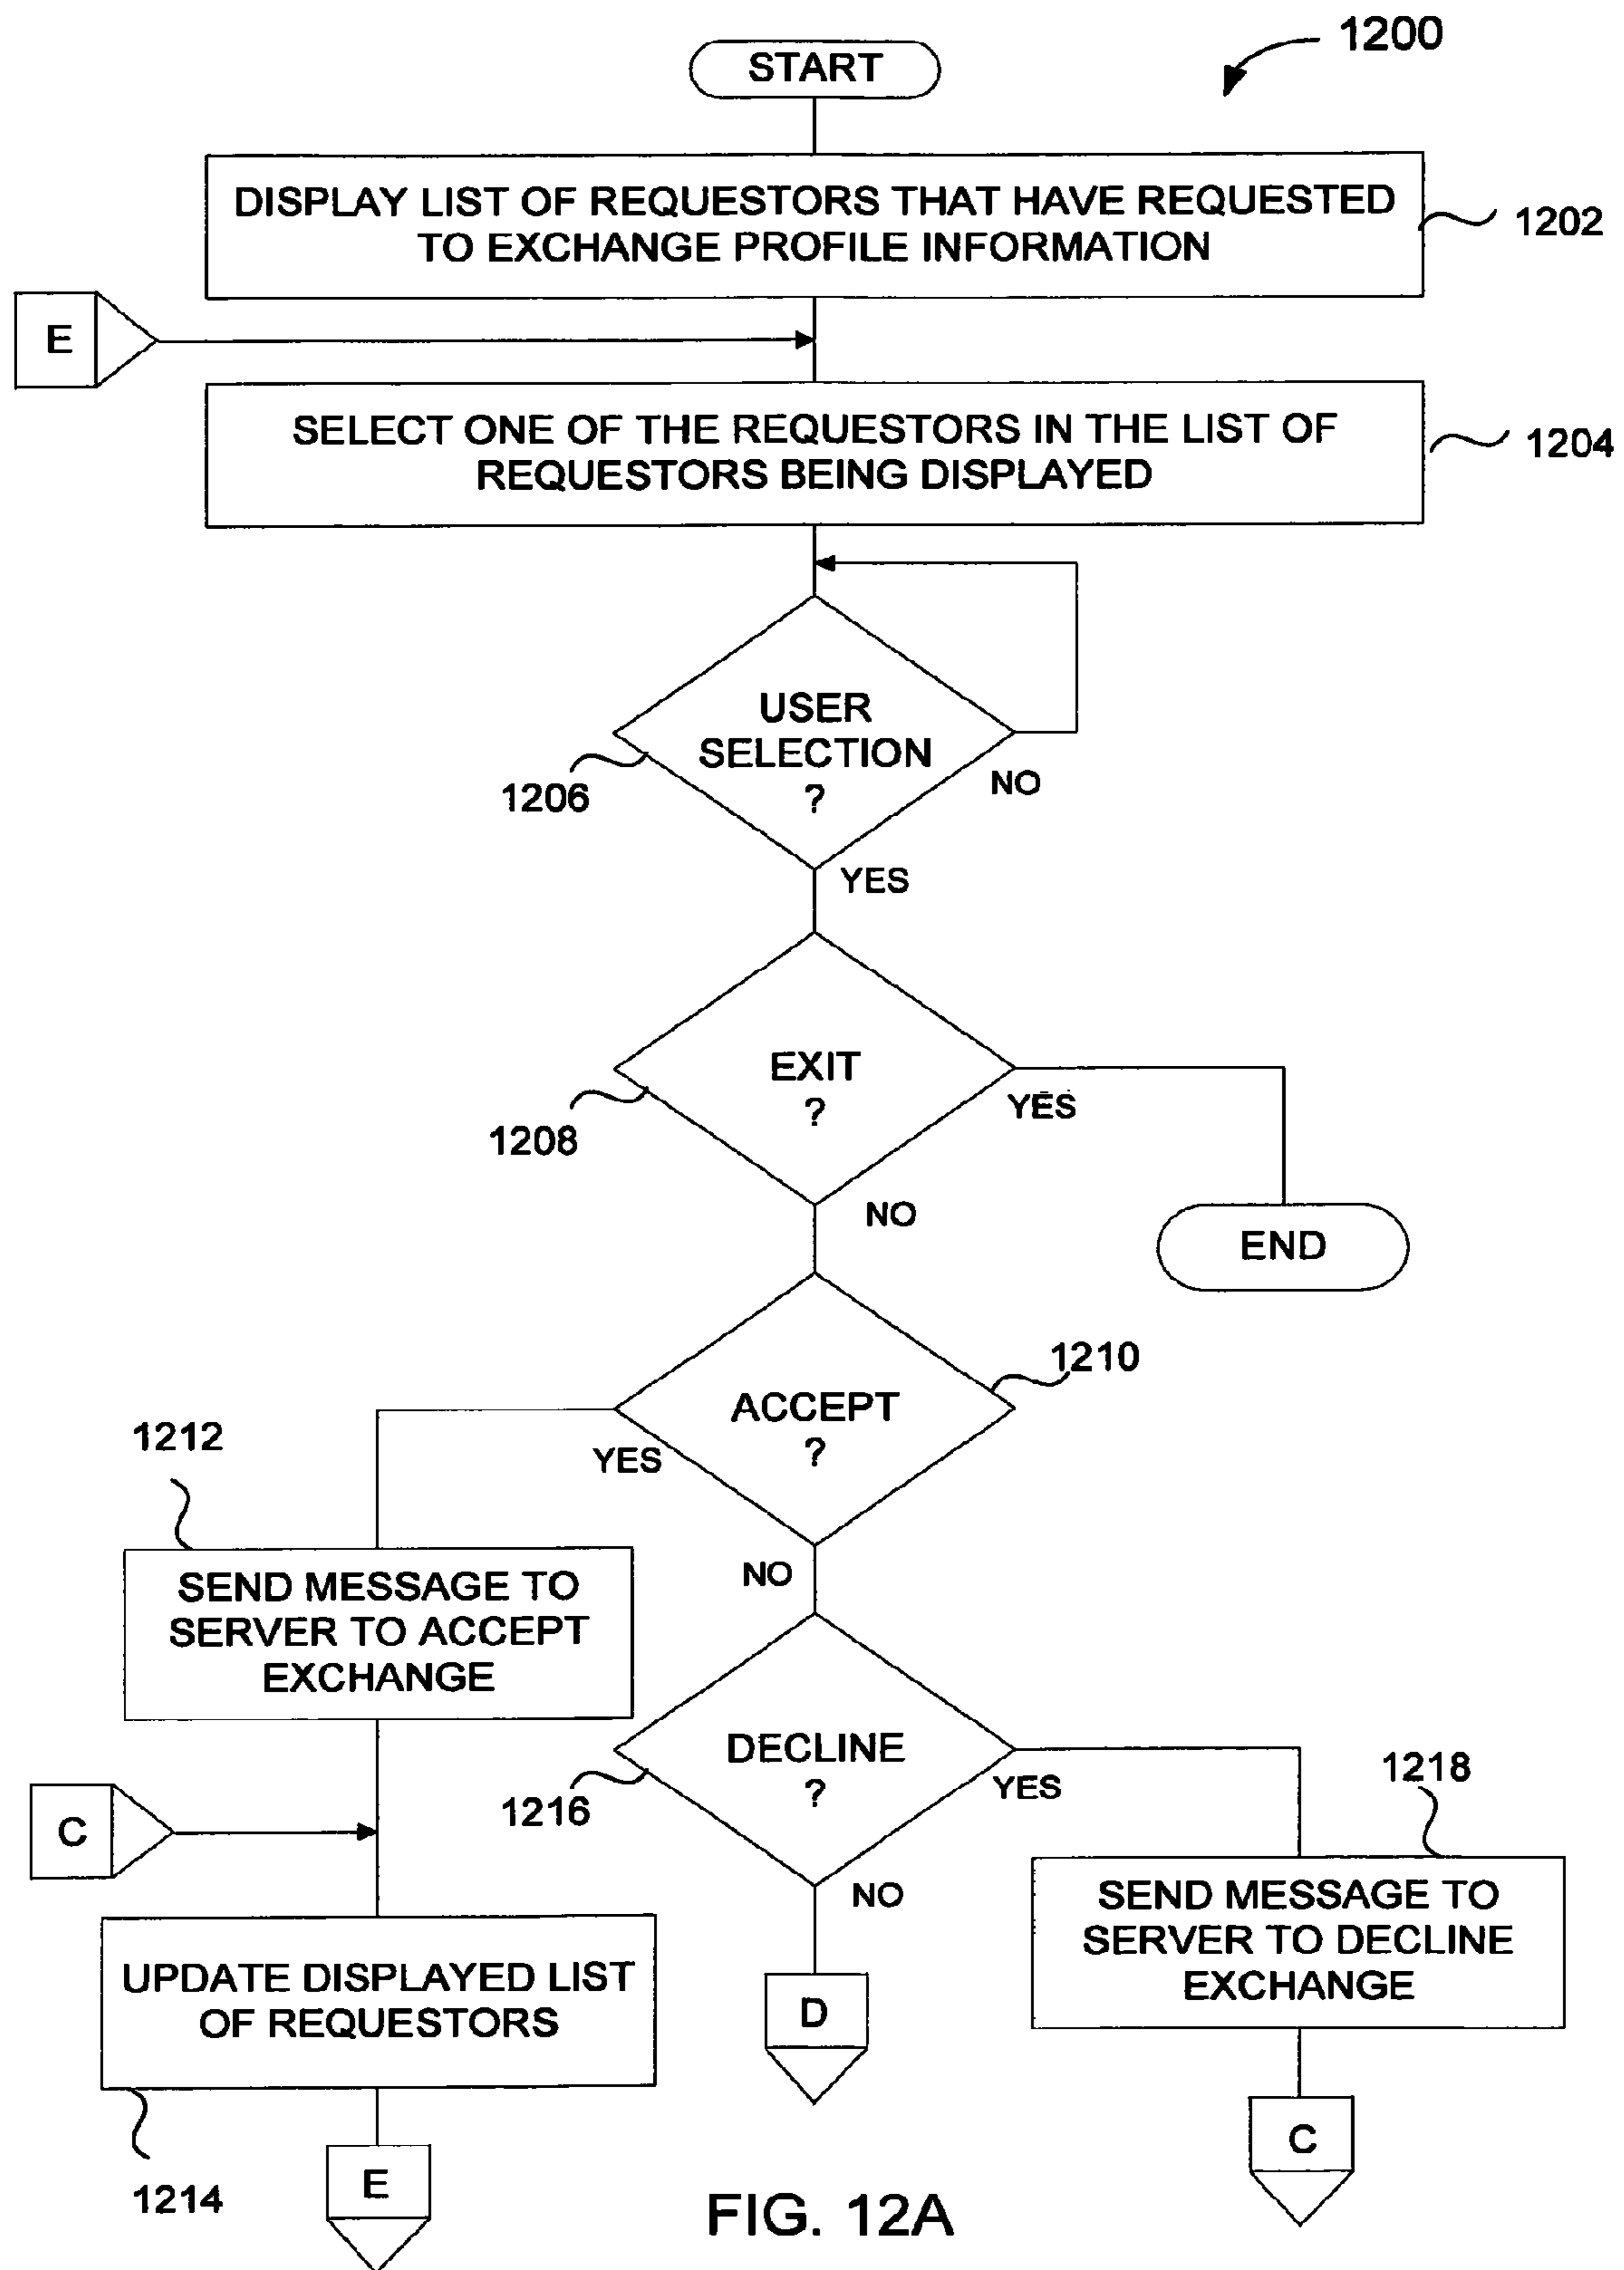 1200
START
DISPLAY LIST OF REQUESTORS THAT HAVE REQUESTED
TO EXCHANGE PROFILE INFORMATION
1202
E
SELECT ONE OF THE REQUESTORS IN THE LIST OF
REQUESTORS BEING DISPLAYED
1204
USER
SELECTION
?
1206
NO
YES
EXIT
?
1208
YES
NO
END
1210
ACCEPT
?
YES
NO
1212
SEND MESSAGE TO
SERVER TO ACCEPT
EXCHANGE
DECLINE
?
1216
YES
NO
1218
SEND MESSAGE TO
SERVER TO DECLINE
EXCHANGE
C
UPDATE DISPLAYED LIST
OF REQUESTORS
1214
D
C
E
FIG. 12A